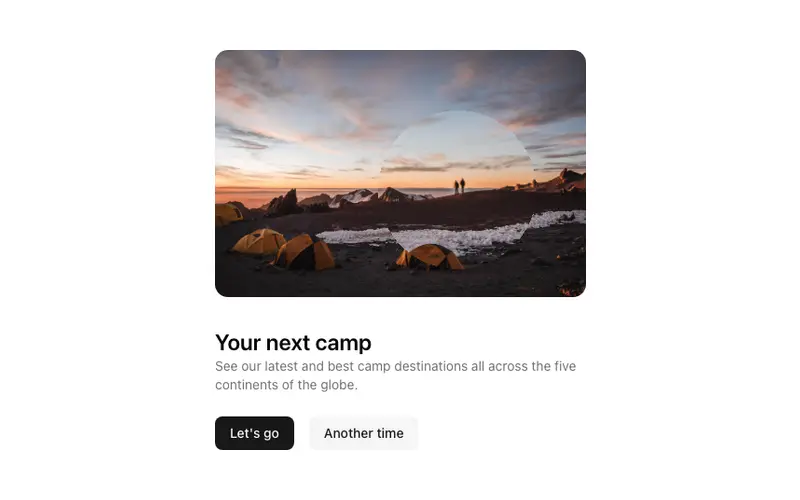 Your next camp
See our latest and best camp destinations all across the five
continents of the globe.
Let's go
Another time